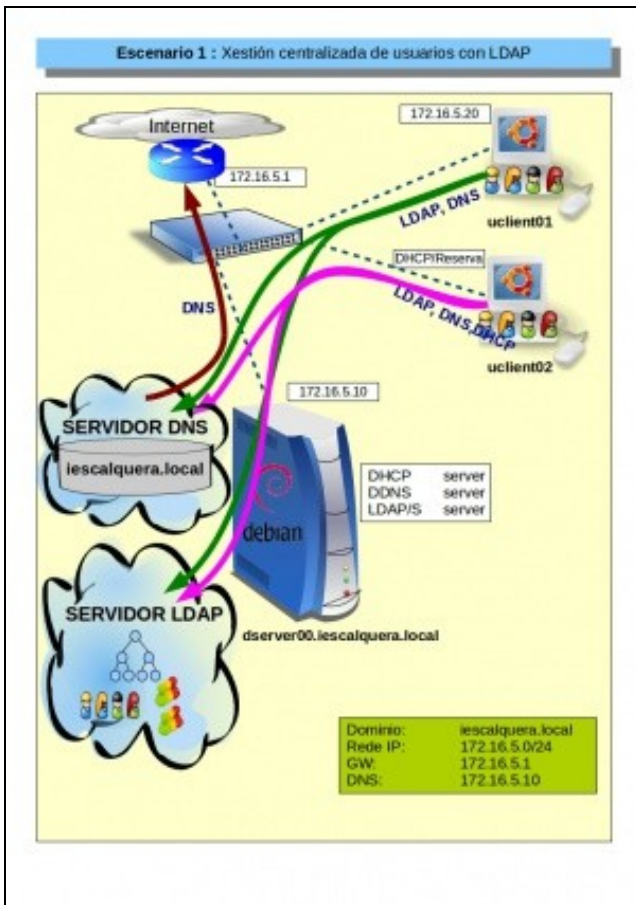 Escenario 1 : Xestión centralizada de usuarios con LDAP
Internet
172.16.5.20
172.16.5.1
LDAP, DNS
uclient01
DHCP/Reserva
DNS
LDAP, DNS,DHCP
uclient02
172.16.5.10
SERVIDOR DNS
iescalquera.local
DHCP server
DDNS server
LDAP/S server
debian
SERVIDOR LDAP
dserver00.iescalquera.local
Dominio: iescalquera.local
Rede IP: 172.16.5.0/24
GW: 172.16.5.1
DNS: 172.16.5.10